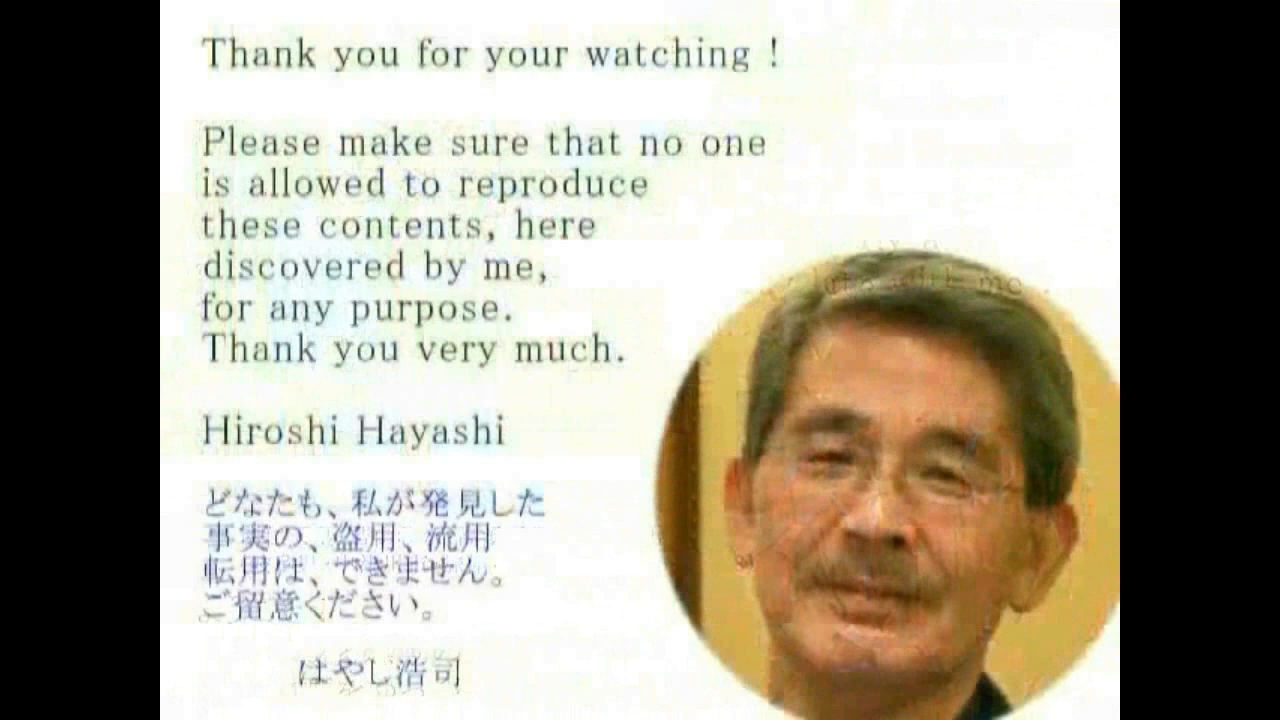 Thank you for your watching !
Please make sure that no one
is allowed to reproduce
these contents, here
discovered by me,
for any purpose.
Thank you very much.
Hiroshi Hayashi
どなたも、私が発見した
事実の、盗用、流用
転用は、できません。
ご留意ください。
はやし浩司